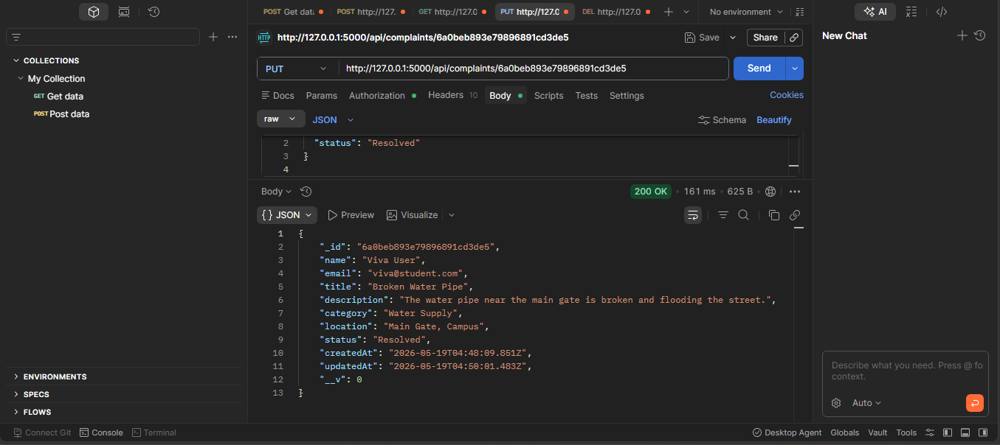 POST Get data
POST http://127.
GET http://127.0
PUT http://127.0
DEL http://127.0.
No environment
AI
http://127.0.0.1:5000/api/complaints/6a0beb893e79896891cd3de5
Save
Share
New Chat
COLLECTIONS
My Collection
GET Get data
POST Post data
PUT
http://127.0.0.1:5000/api/complaints/6a0beb893e79896891cd3de5
Send
Docs Params Authorization Headers 10 Body Scripts Tests Settings
Cookies
raw
JSON
Schema
Beautify
2 "status": "Resolved"
3 }
4
Body
200 OK • 161 ms • 625 B
{} JSON
Preview
Visualize
1 {
2 "_id": "6a0beb893e79896891cd3de5",
3 "name": "Viva User",
4 "email": "viva@student.com",
5 "title": "Broken Water Pipe",
6 "description": "The water pipe near the main gate is broken and flooding the street.",
7 "category": "Water Supply",
8 "location": "Main Gate, Campus",
9 "status": "Resolved",
10 "createdAt": "2026-05-19T04:48:09.851Z",
11 "updatedAt": "2026-05-19T04:50:01.483Z",
12 "__v": 0
13 }
ENVIRONMENTS
SPECS
FLOWS
Describe what you need. Press @ fo
context.
Auto
Connect Git
Console
Terminal
Desktop Agent
Globals
Vault
Tools